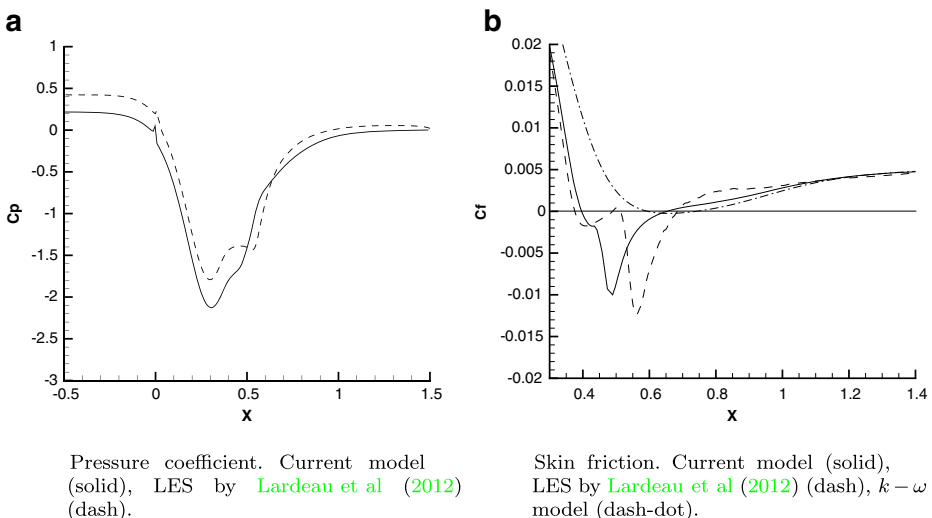 a
b
1
0.5
0
-0.5
-1
-1.5
-2
-2.5
-3
Cp
-0.5 0 0.5 1 1.5
X
0.02
0.015
0.01
0.005
0
-0.005
-0.01
-0.015
-0.02
Cf
0.4 0.6 0.8 1 1.2 1.4
X
Pressure coefficient. Current model
(solid), LES by Lardeau et al (2012)
(dash).
Skin friction. Current model (solid),
LES by Lardeau et al (2012) (dash), k − ω
model (dash-dot).